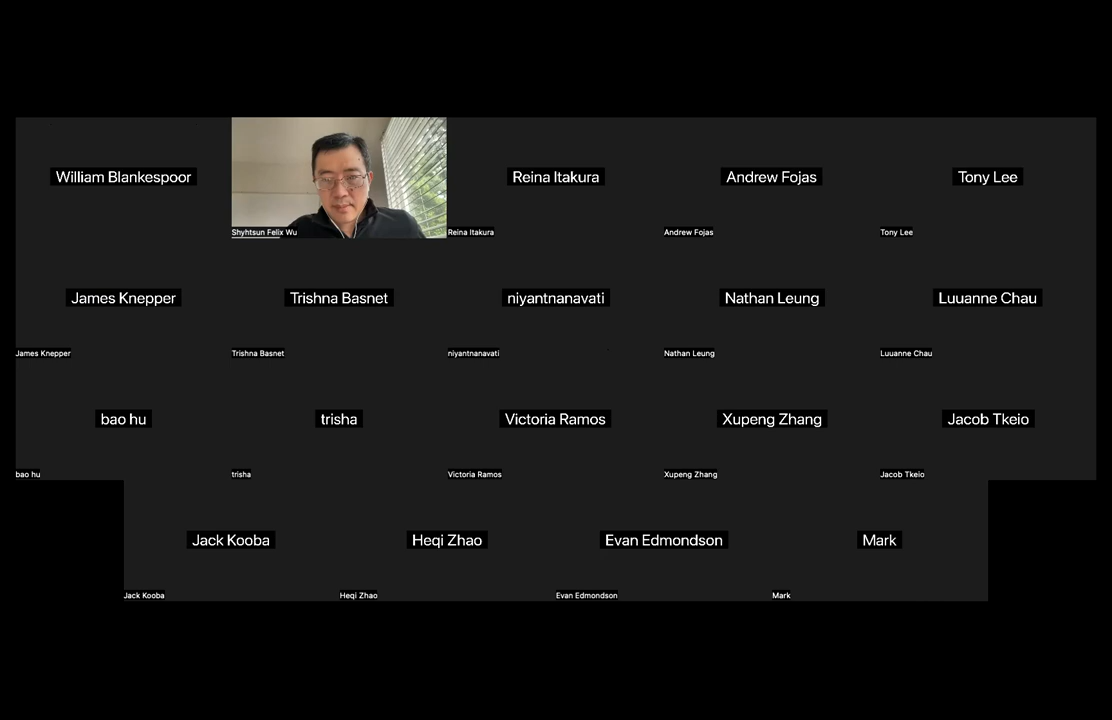 William Blankespoor
Shyhtsun Felix Wu
Reina Itakura
Reina Itakura
Andrew Fojas
Andrew Fojas
Tony Lee
Tony Lee
James Knepper
James Knepper
Trishna Basnet
Trishna Basnet
niyantnanavati
niyantnanavati
Nathan Leung
Nathan Leung
Luuanne Chau
Luuanne Chau
bao hu
bao hu
trisha
trisha
Victoria Ramos
Victoria Ramos
Xupeng Zhang
Xupeng Zhang
Jacob Tkeio
Jacob Tkeio
Jack Kooba
Jack Kooba
Heqi Zhao
Heqi Zhao
Evan Edmondson
Evan Edmondson
Mark
Mark